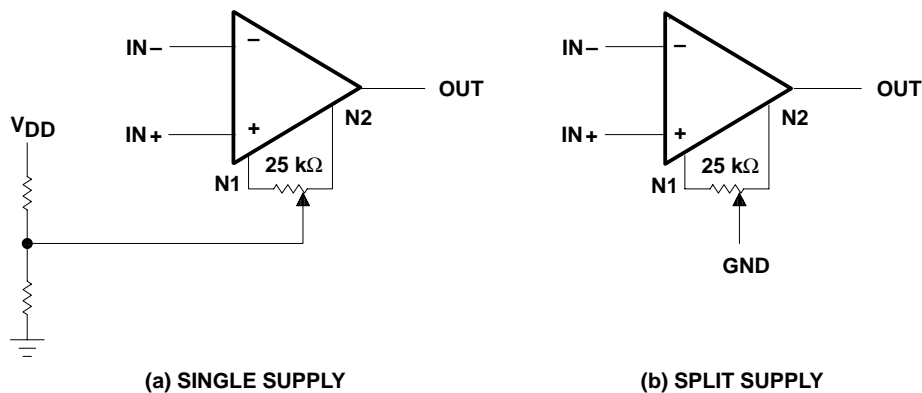 IN–
–
OUT
VDD
IN+
+
N2
25 kΩ
N1
(a) SINGLE SUPPLY
IN–
–
OUT
IN+
+
N2
25 kΩ
N1
GND
(b) SPLIT SUPPLY